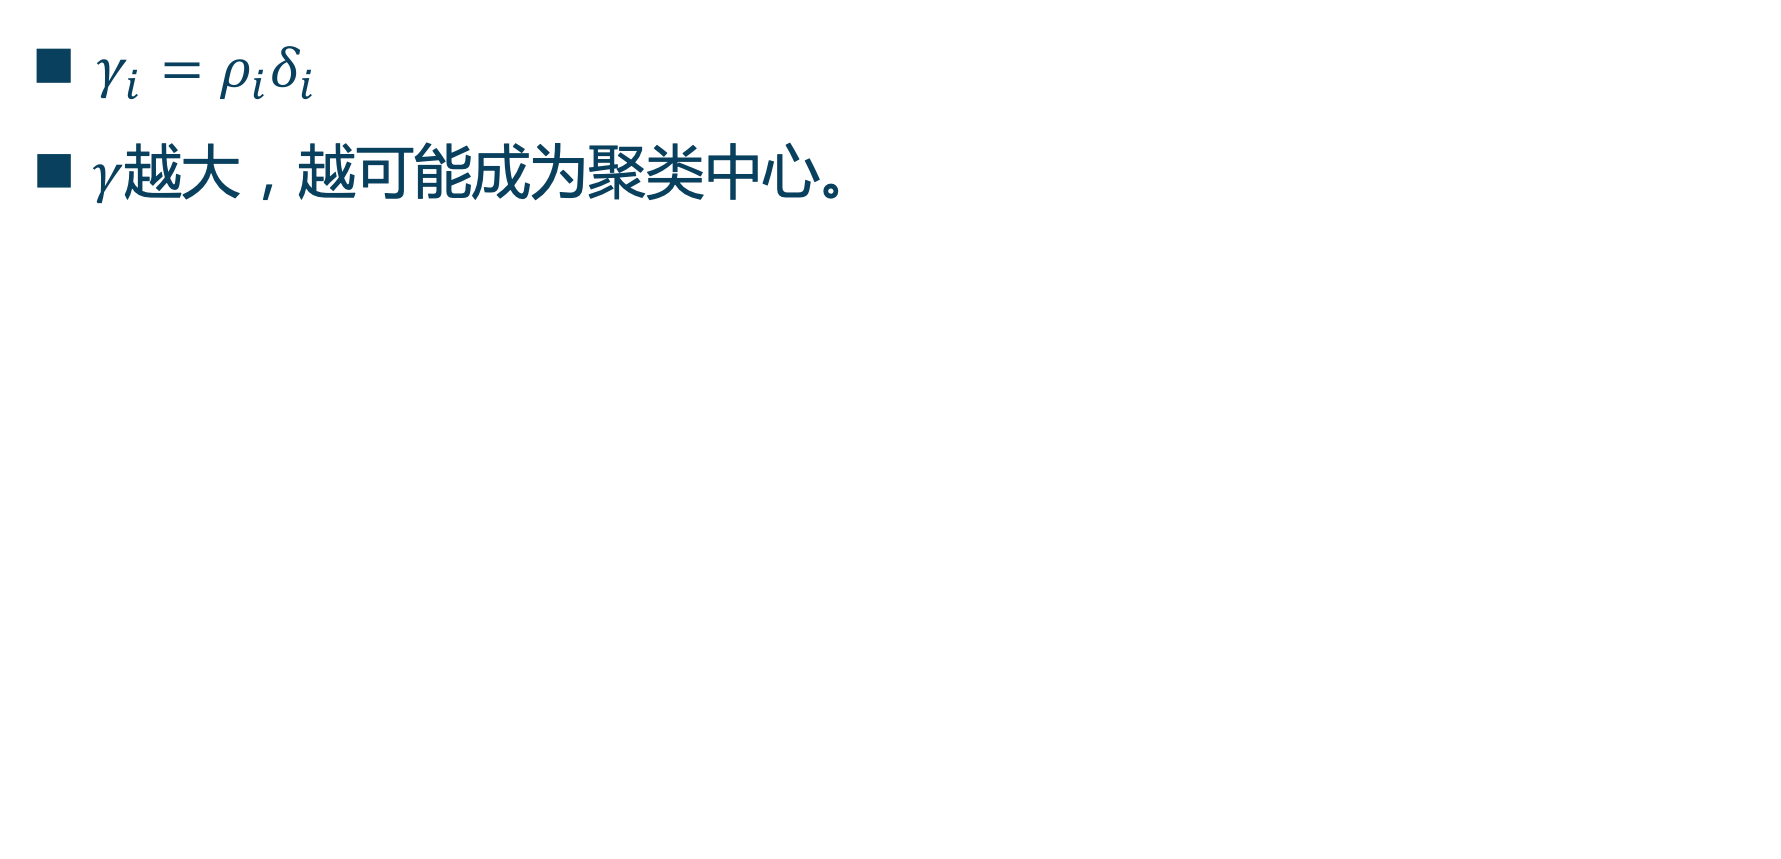 ■ γᵢ = ρᵢδᵢ
■ γ越大，越可能成为聚类中心。